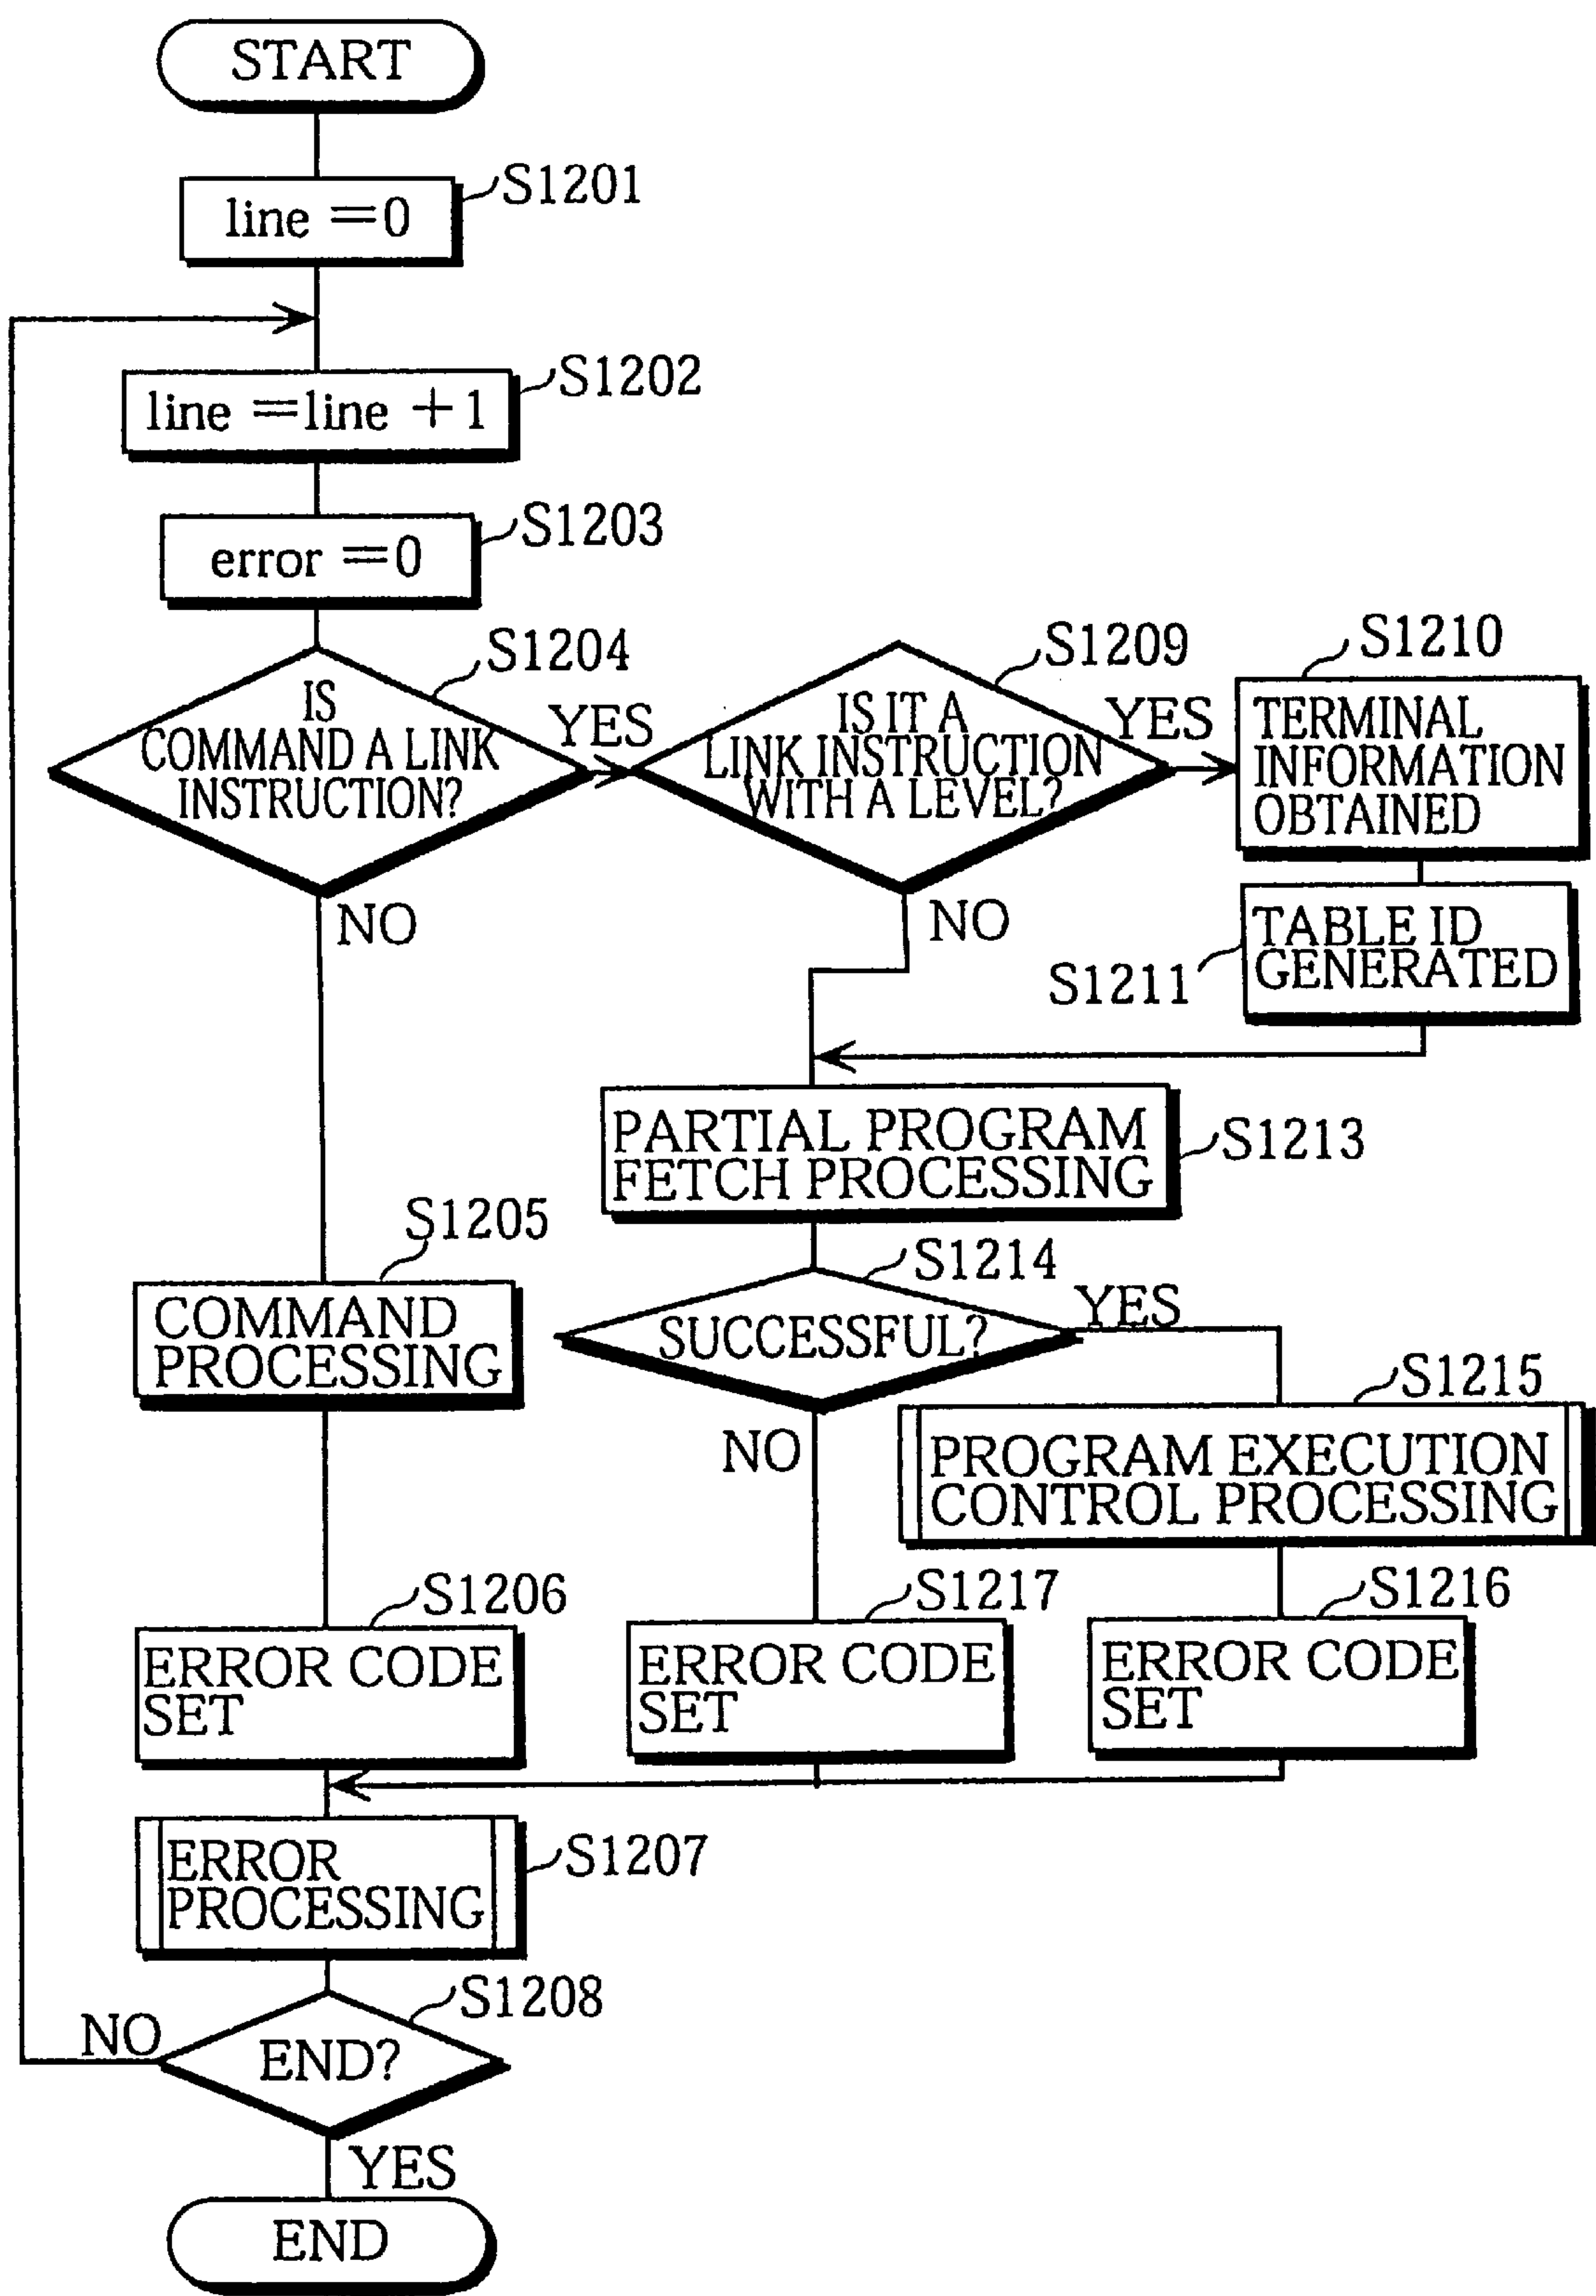 START
S1201
line =0
S1202
line =line +1
S1203
error =0
S1204
IS
COMMAND A LINK
INSTRUCTION?
YES
NO
S1209
IS IT A
LINK INSTRUCTION
WITH A LEVEL?
YES
NO
S1210
TERMINAL
INFORMATION
OBTAINED
S1211
TABLE ID
GENERATED
PARTIAL PROGRAM
FETCH PROCESSING
S1213
S1205
COMMAND
PROCESSING
S1214
SUCCESSFUL?
YES
NO
S1215
PROGRAM EXECUTION
CONTROL PROCESSING
S1206
ERROR CODE
SET
S1217
ERROR CODE
SET
S1216
ERROR CODE
SET
ERROR
PROCESSING
S1207
S1208
END?
NO
YES
END